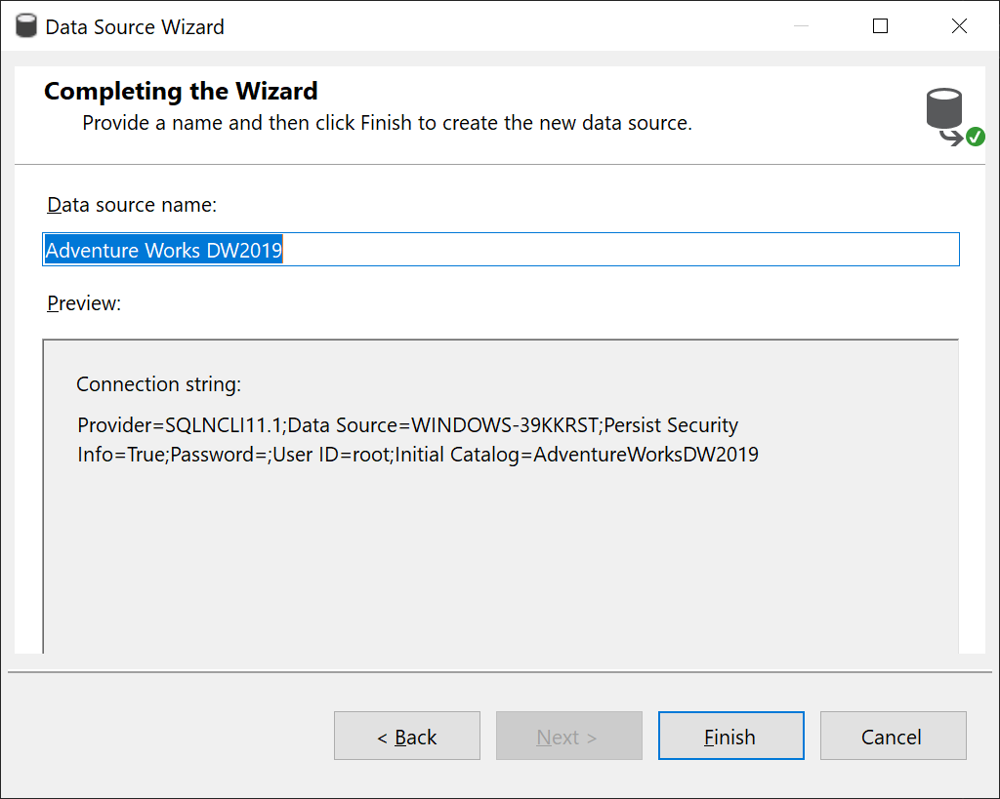 Data Source Wizard
Completing the Wizard
Provide a name and then click Finish to create the new data source.
Data source name:
Adventure Works DW2019
Preview:
Connection string:
Provider=SQLNCLI11.1;Data Source=WINDOWS-39KKRST;Persist Security
Info=True;Password=;User ID=root;Initial Catalog=AdventureWorksDW2019
< Back
Next >
Finish
Cancel